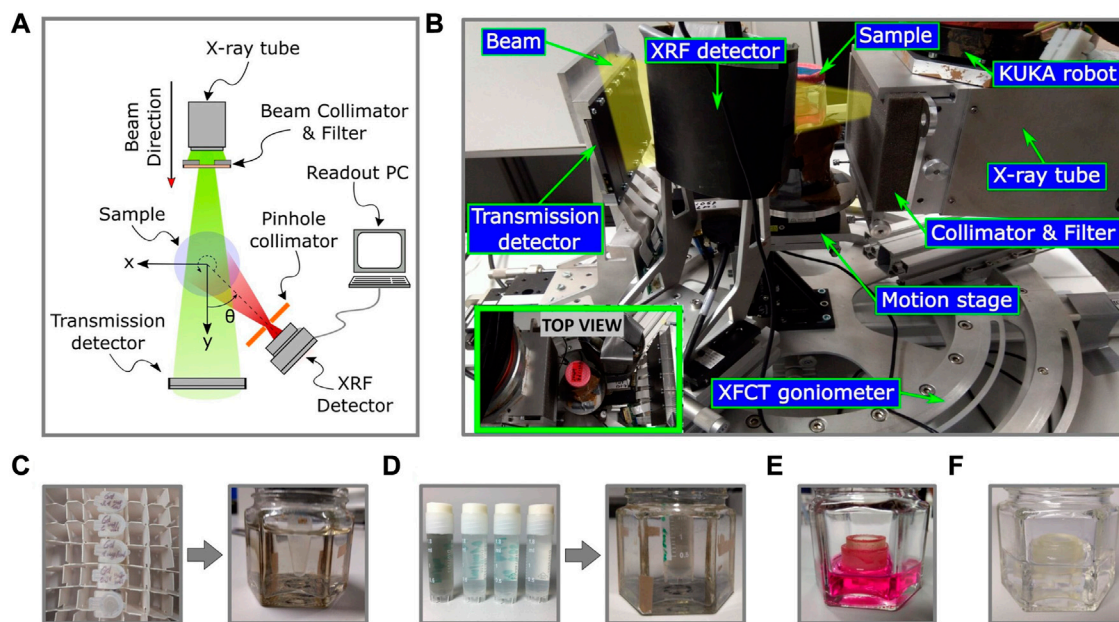 A
X-ray tube
Beam
Direction
Beam Collimator
& Filter
Readout PC
Sample
Pinhole
collimator
x
θ
y
Transmission
detector
XRF
Detector
B
Beam
XRF detector
Sample
KUKA robot
X-ray tube
Transmission
detector
Collimator & Filter
Motion stage
TOP VIEW
XFCT goniometer
C
D
E
F